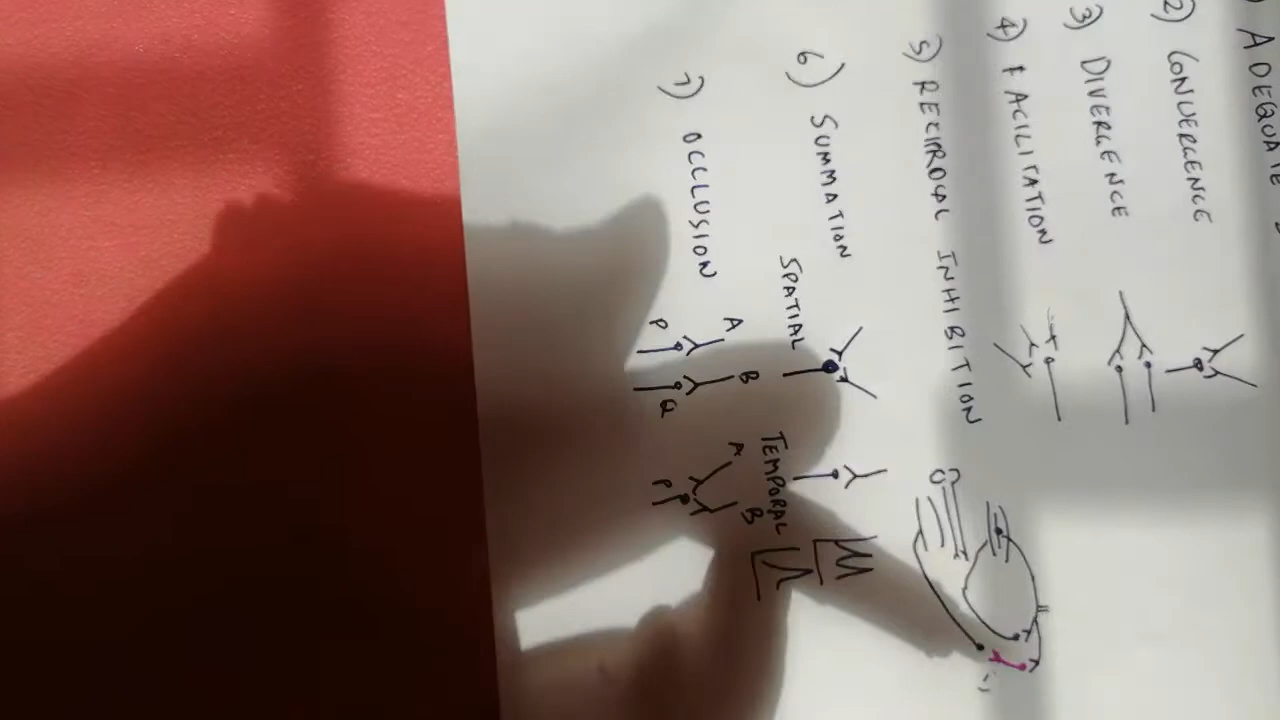 ADEQUATE
2) CONVERGENCE
3) DIVERGENCE
4) FACILITATION
5) RECIPROCAL INHIBITION
6) SUMMATION
SPATIAL TEMPORAL
7) OCCLUSION
A B A B
P Q P